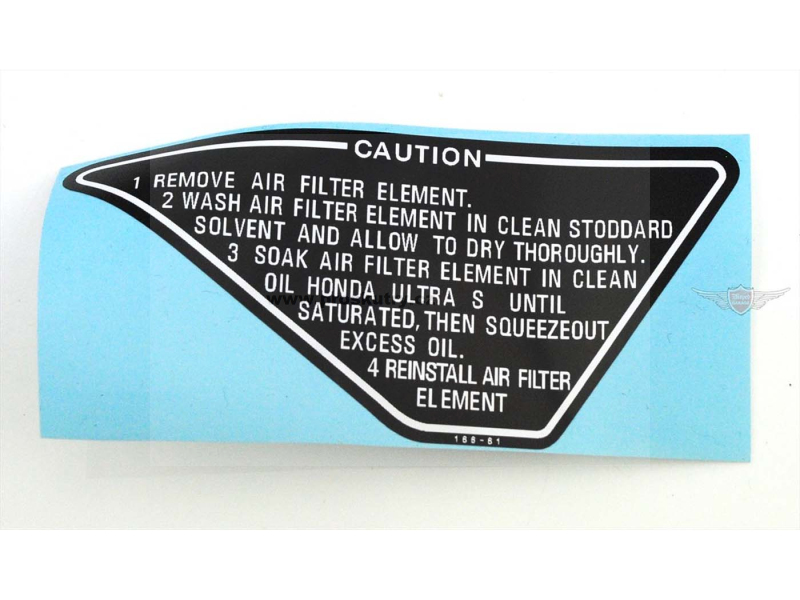 CAUTION
1 REMOVE AIR FILTER ELEMENT.
2 WASH AIR FILTER ELEMENT IN CLEAN STODDARD
SOLVENT AND ALLOW TO DRY THOROUGHLY.
3 SOAK AIR FILTER ELEMENT IN CLEAN
OIL HONDA ULTRA S UNTIL
SATURATED, THEN SQUEEZEOUT
EXCESS OIL.
4 REINSTALL AIR FILTER
ELEMENT
166-61